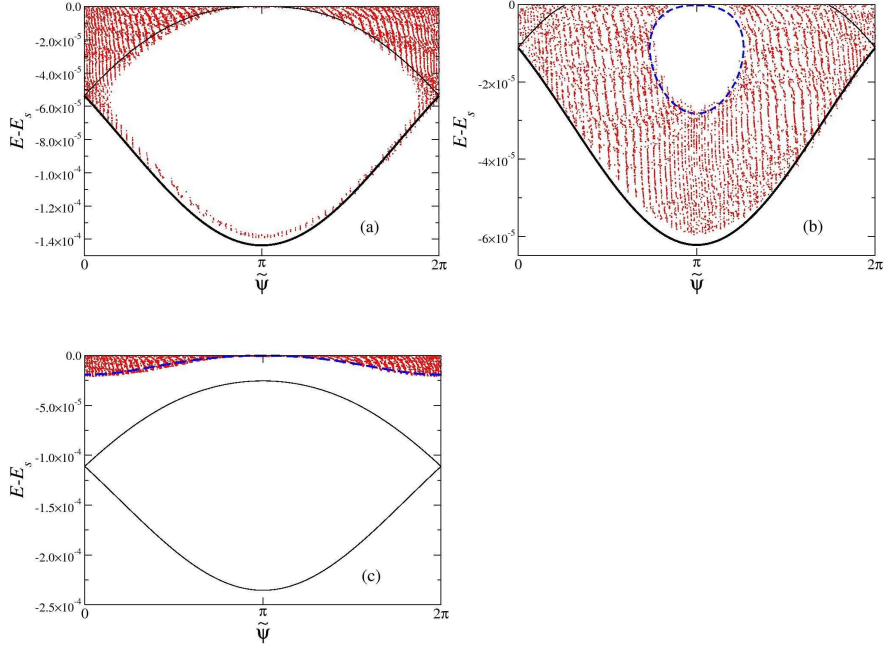 0.0
-2.0×10⁻⁵
-4.0×10⁻⁵
-6.0×10⁻⁵
-8.0×10⁻⁵
-1.0×10⁻⁴
-1.2×10⁻⁴
-1.4×10⁻⁴
E-Eₛ
0
π
2π
ψ̃
(a)
0
-2×10⁻⁵
-4×10⁻⁵
-6×10⁻⁵
E-Eₛ
0
π
2π
ψ̃
(b)
0.0
-5.0×10⁻⁵
-1.0×10⁻⁴
-1.5×10⁻⁴
-2.0×10⁻⁴
-2.5×10⁻⁴
E-Eₛ
0
π
2π
ψ̃
(c)